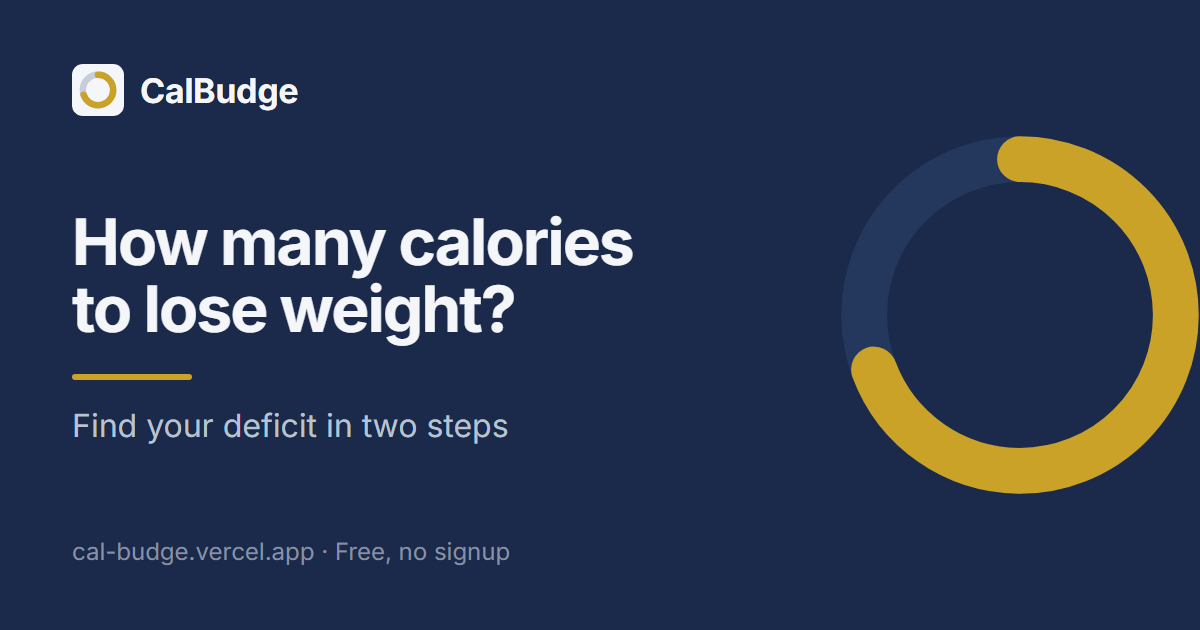 CalBudge
How many calories
to lose weight?
Find your deficit in two steps
cal-budge.vercel.app · Free, no signup